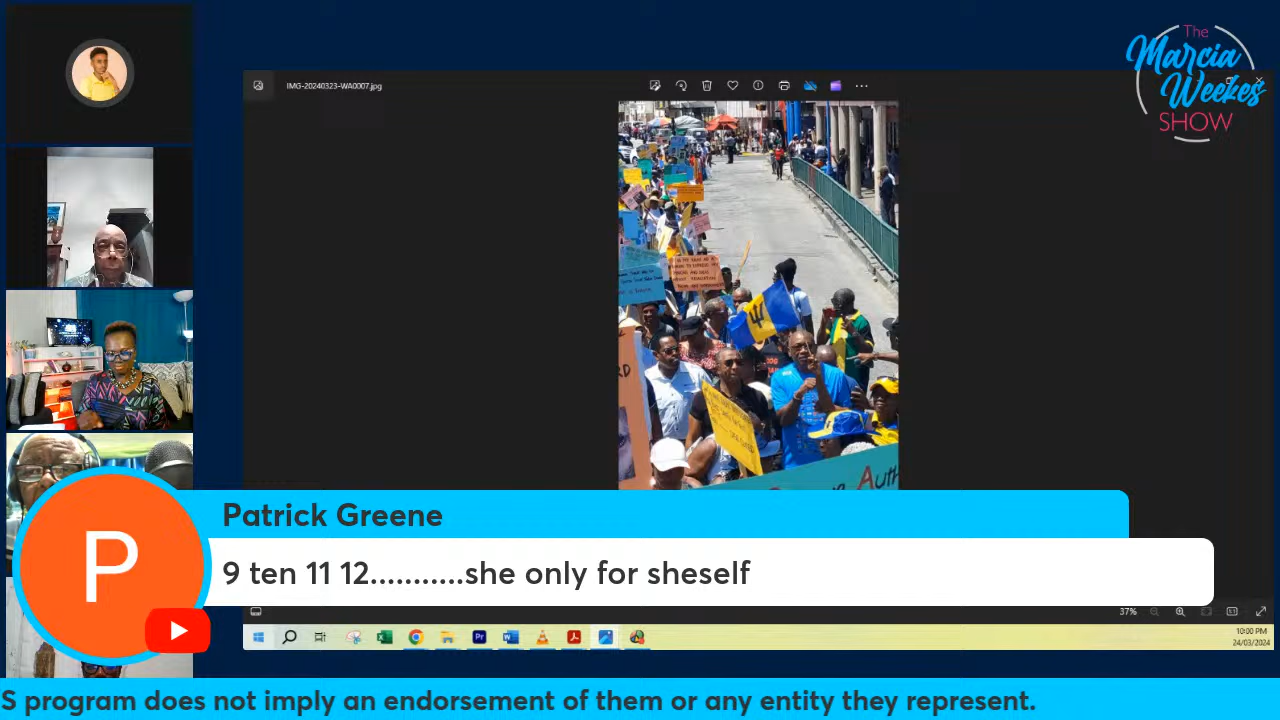 The
Marcia
Weekes
SHOW
IMG-20240323-WA0007.jpg
Patrick Greene
P
9 ten 11 12...........she only for sheself
37%
10:00 PM
24/03/2024
S program does not imply an endorsement of them or any entity they represent.